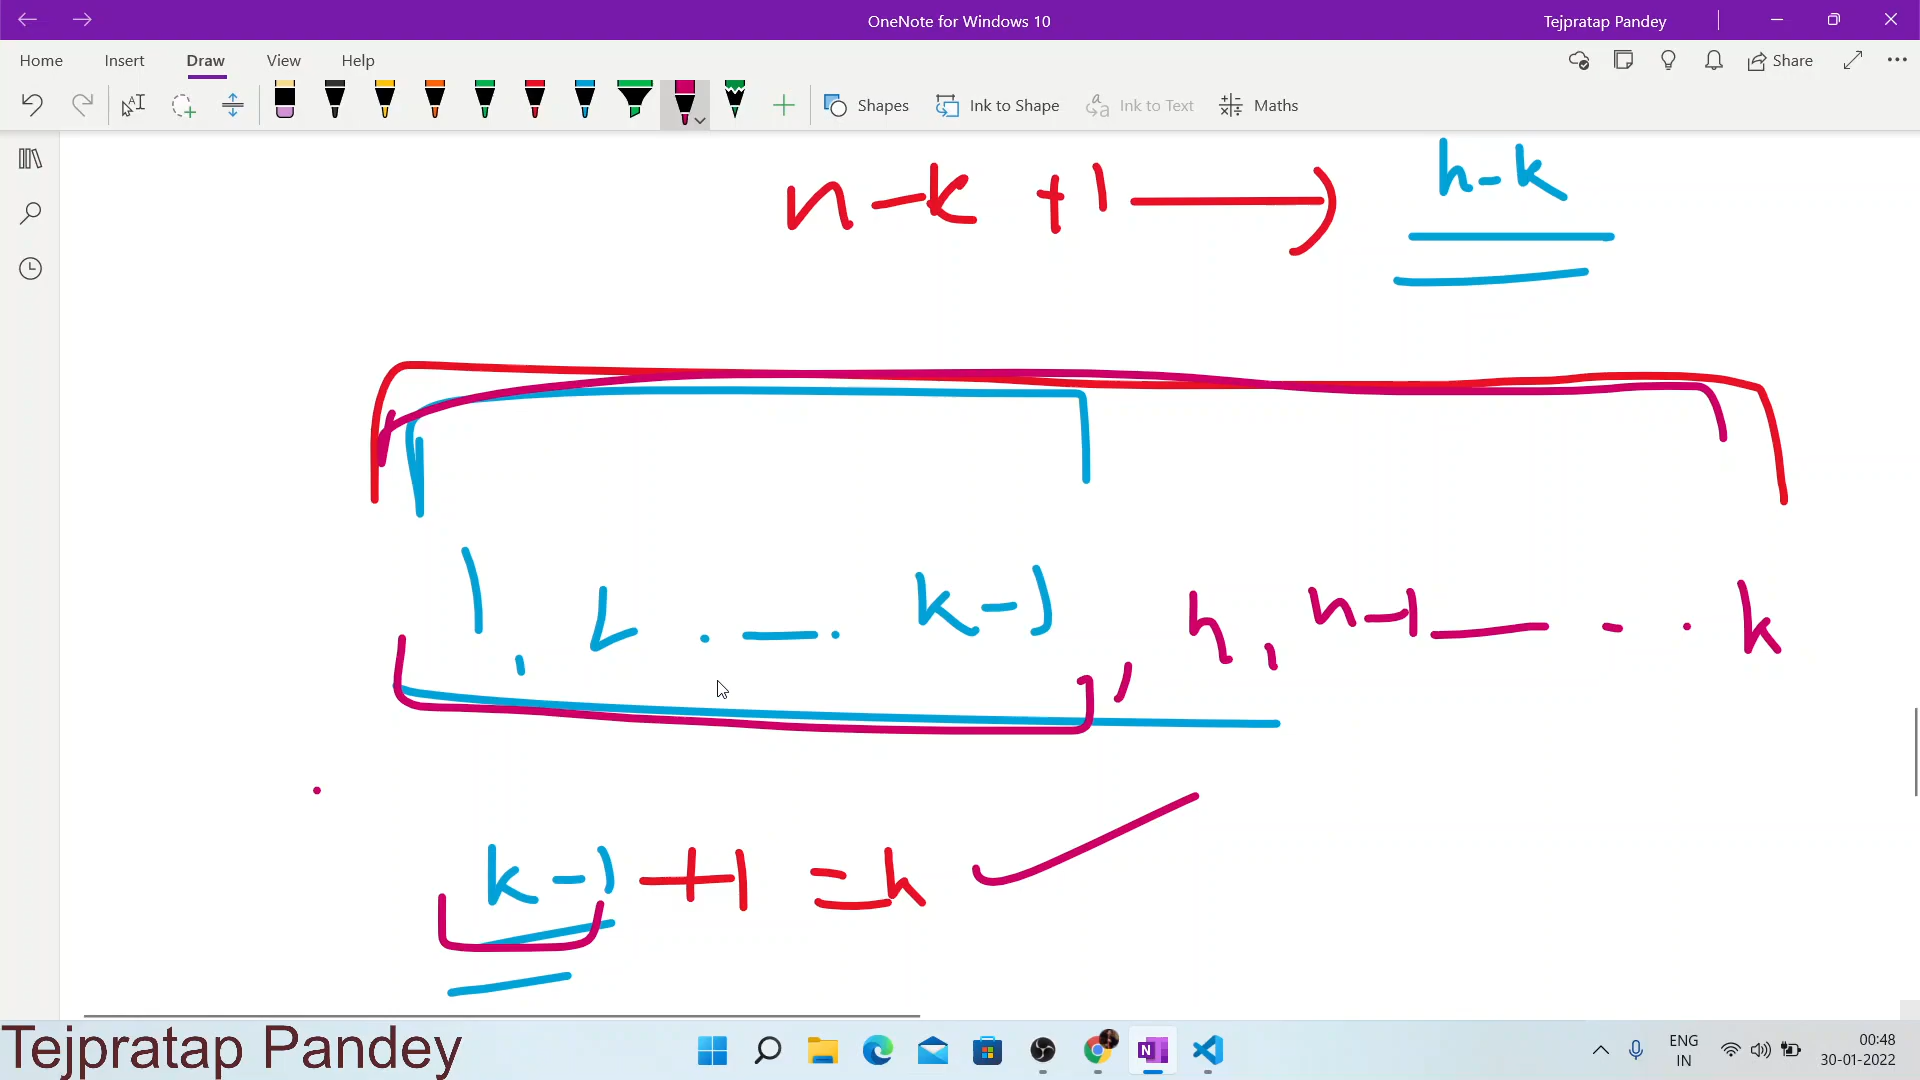 OneNote for Windows 10
Tejpratap Pandey
Home Insert Draw View Help
Share
Shapes Ink to Shape Ink to Text Maths
n-k +1 h-k
1, 2 . — . k-1, n, n-1 — - . k
k-1 +1 = k
Tejpratap Pandey
ENG
IN
00:48
30-01-2022